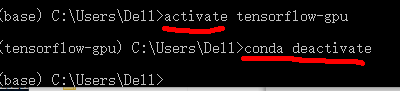 (base) C:\Users\Dell>activate tensorflow-gpu
(tensorflow-gpu) C:\Users\Dell>conda deactivate
(base) C:\Users\Dell>